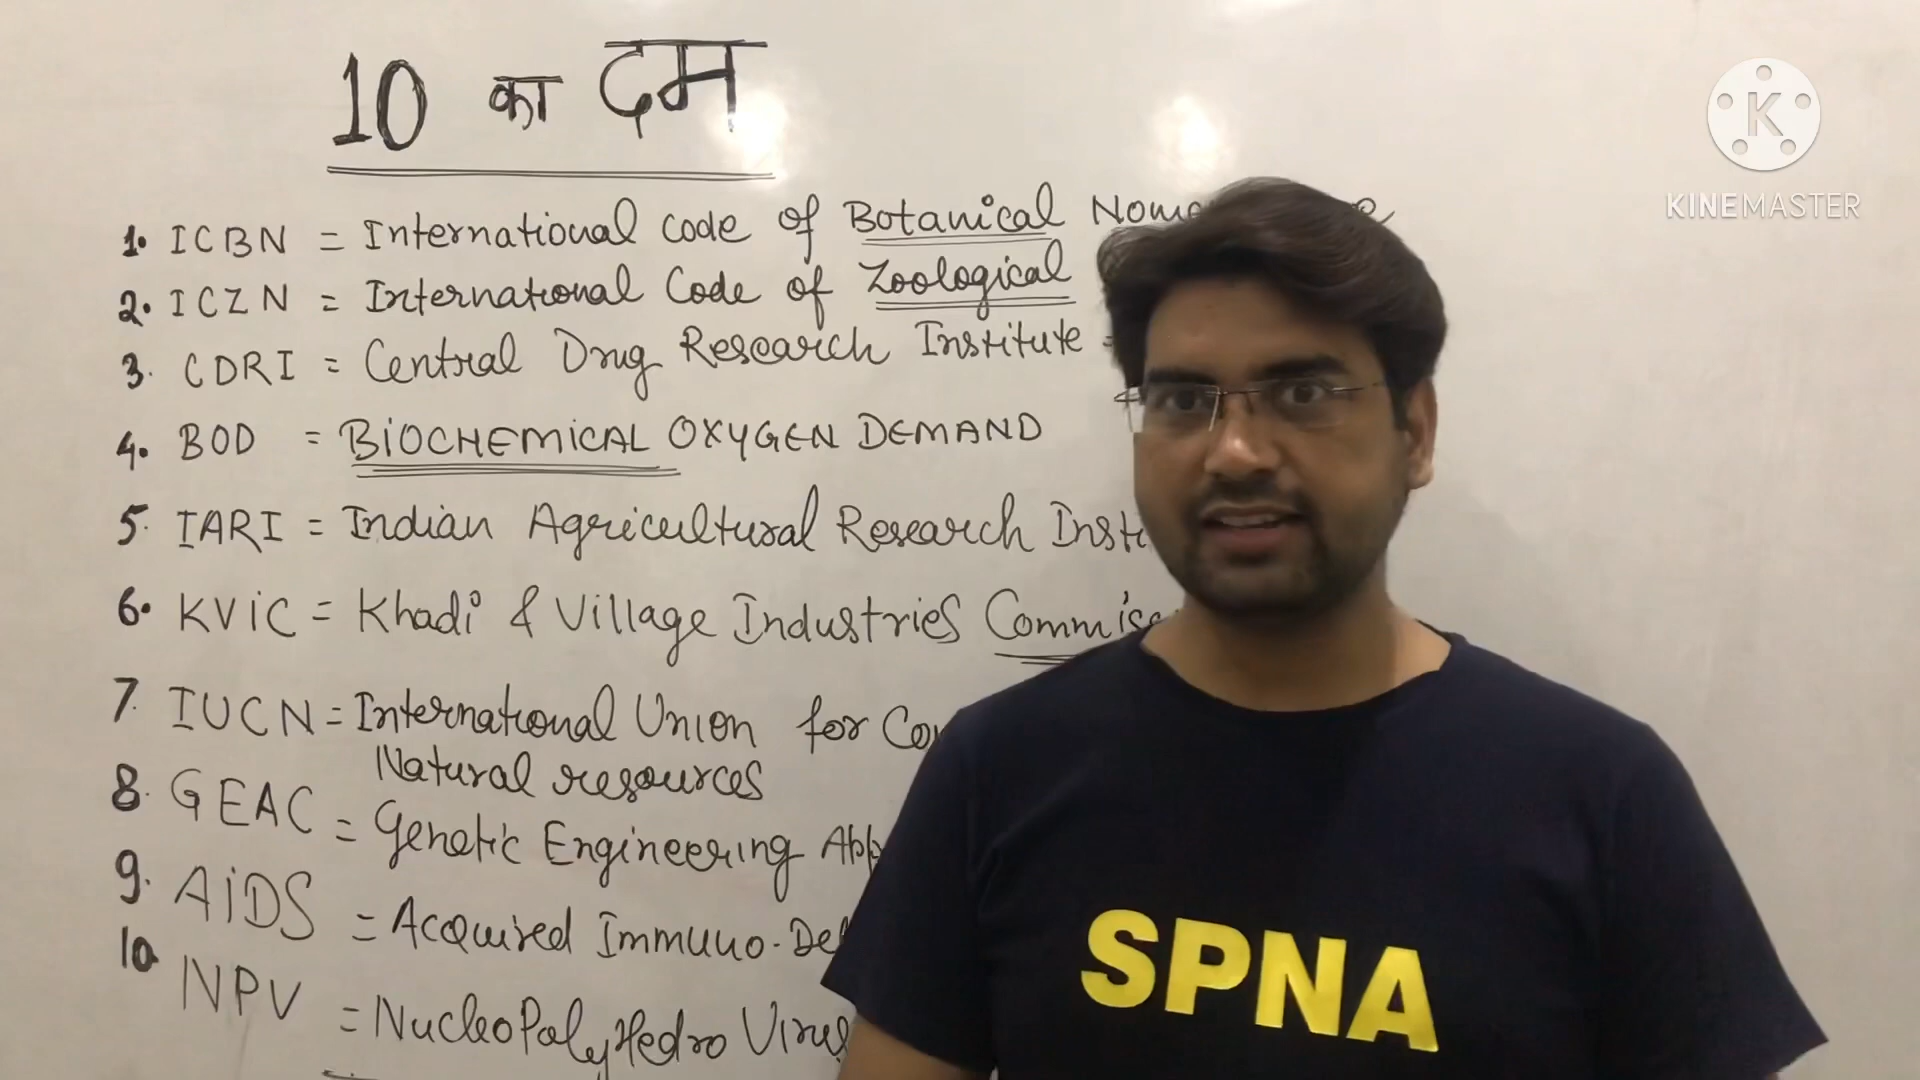 10 का दम
1. ICBN = International code of Botanical
2. ICZN = International Code of Zoological
3. CDRI = Central Drug Research Institute
4. BOD = BIOCHEMICAL OXYGEN DEMAND
5. IARI = Indian Agricultural Research
6. KVIC = Khadi & Village Industries
7. IUCN = International Union for
Natural resources
8. GEAC = Genetic Engineering
9. AIDS = Acquired Immuno-
10 NPV = NucleoPolyHedro Virus
K
KINEMASTER
SPNA